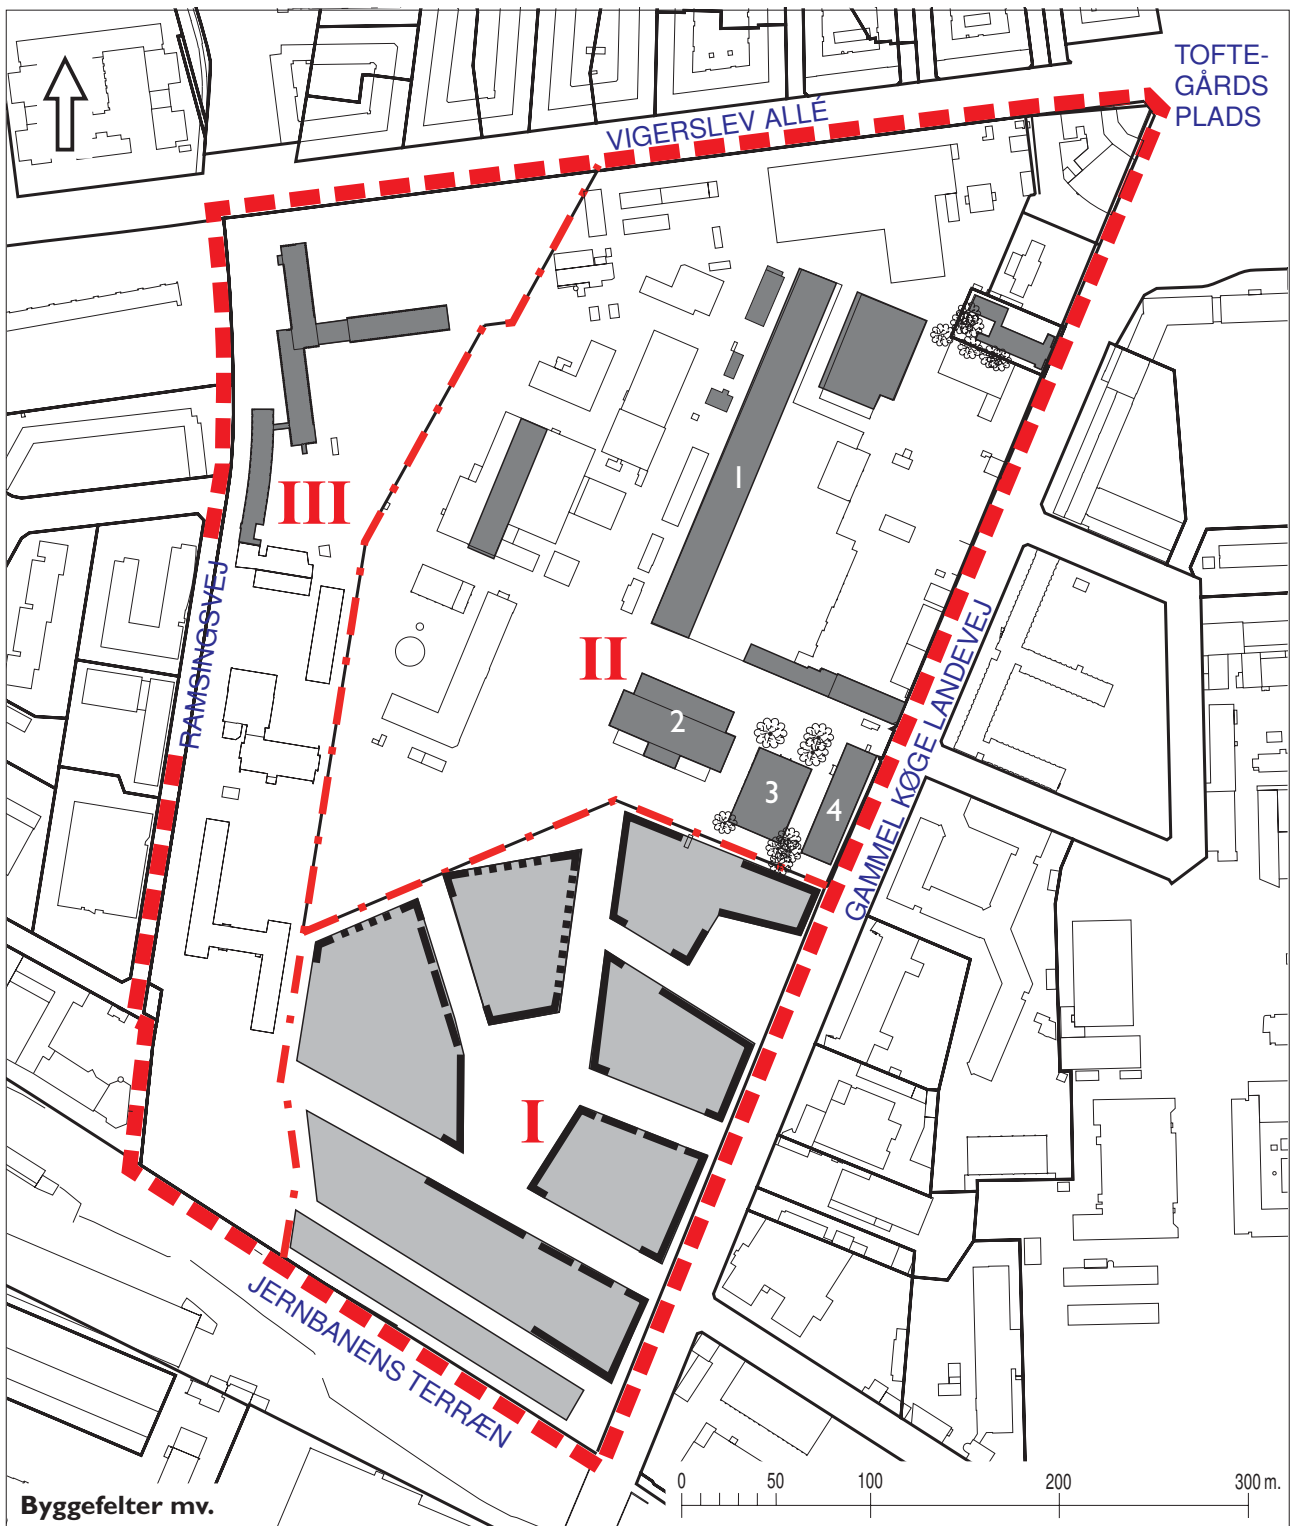 TOFTE-
GÅRDS
PLADS
VIGERSLEV ALLÉ
1
III
RAMSINGSVEJ
II
2
3
4
GAMMEL KØGE LANDEVEJ
I
JERNBANENS TERRÆN
Byggefelter mv.
0 50 100 200 300 m.